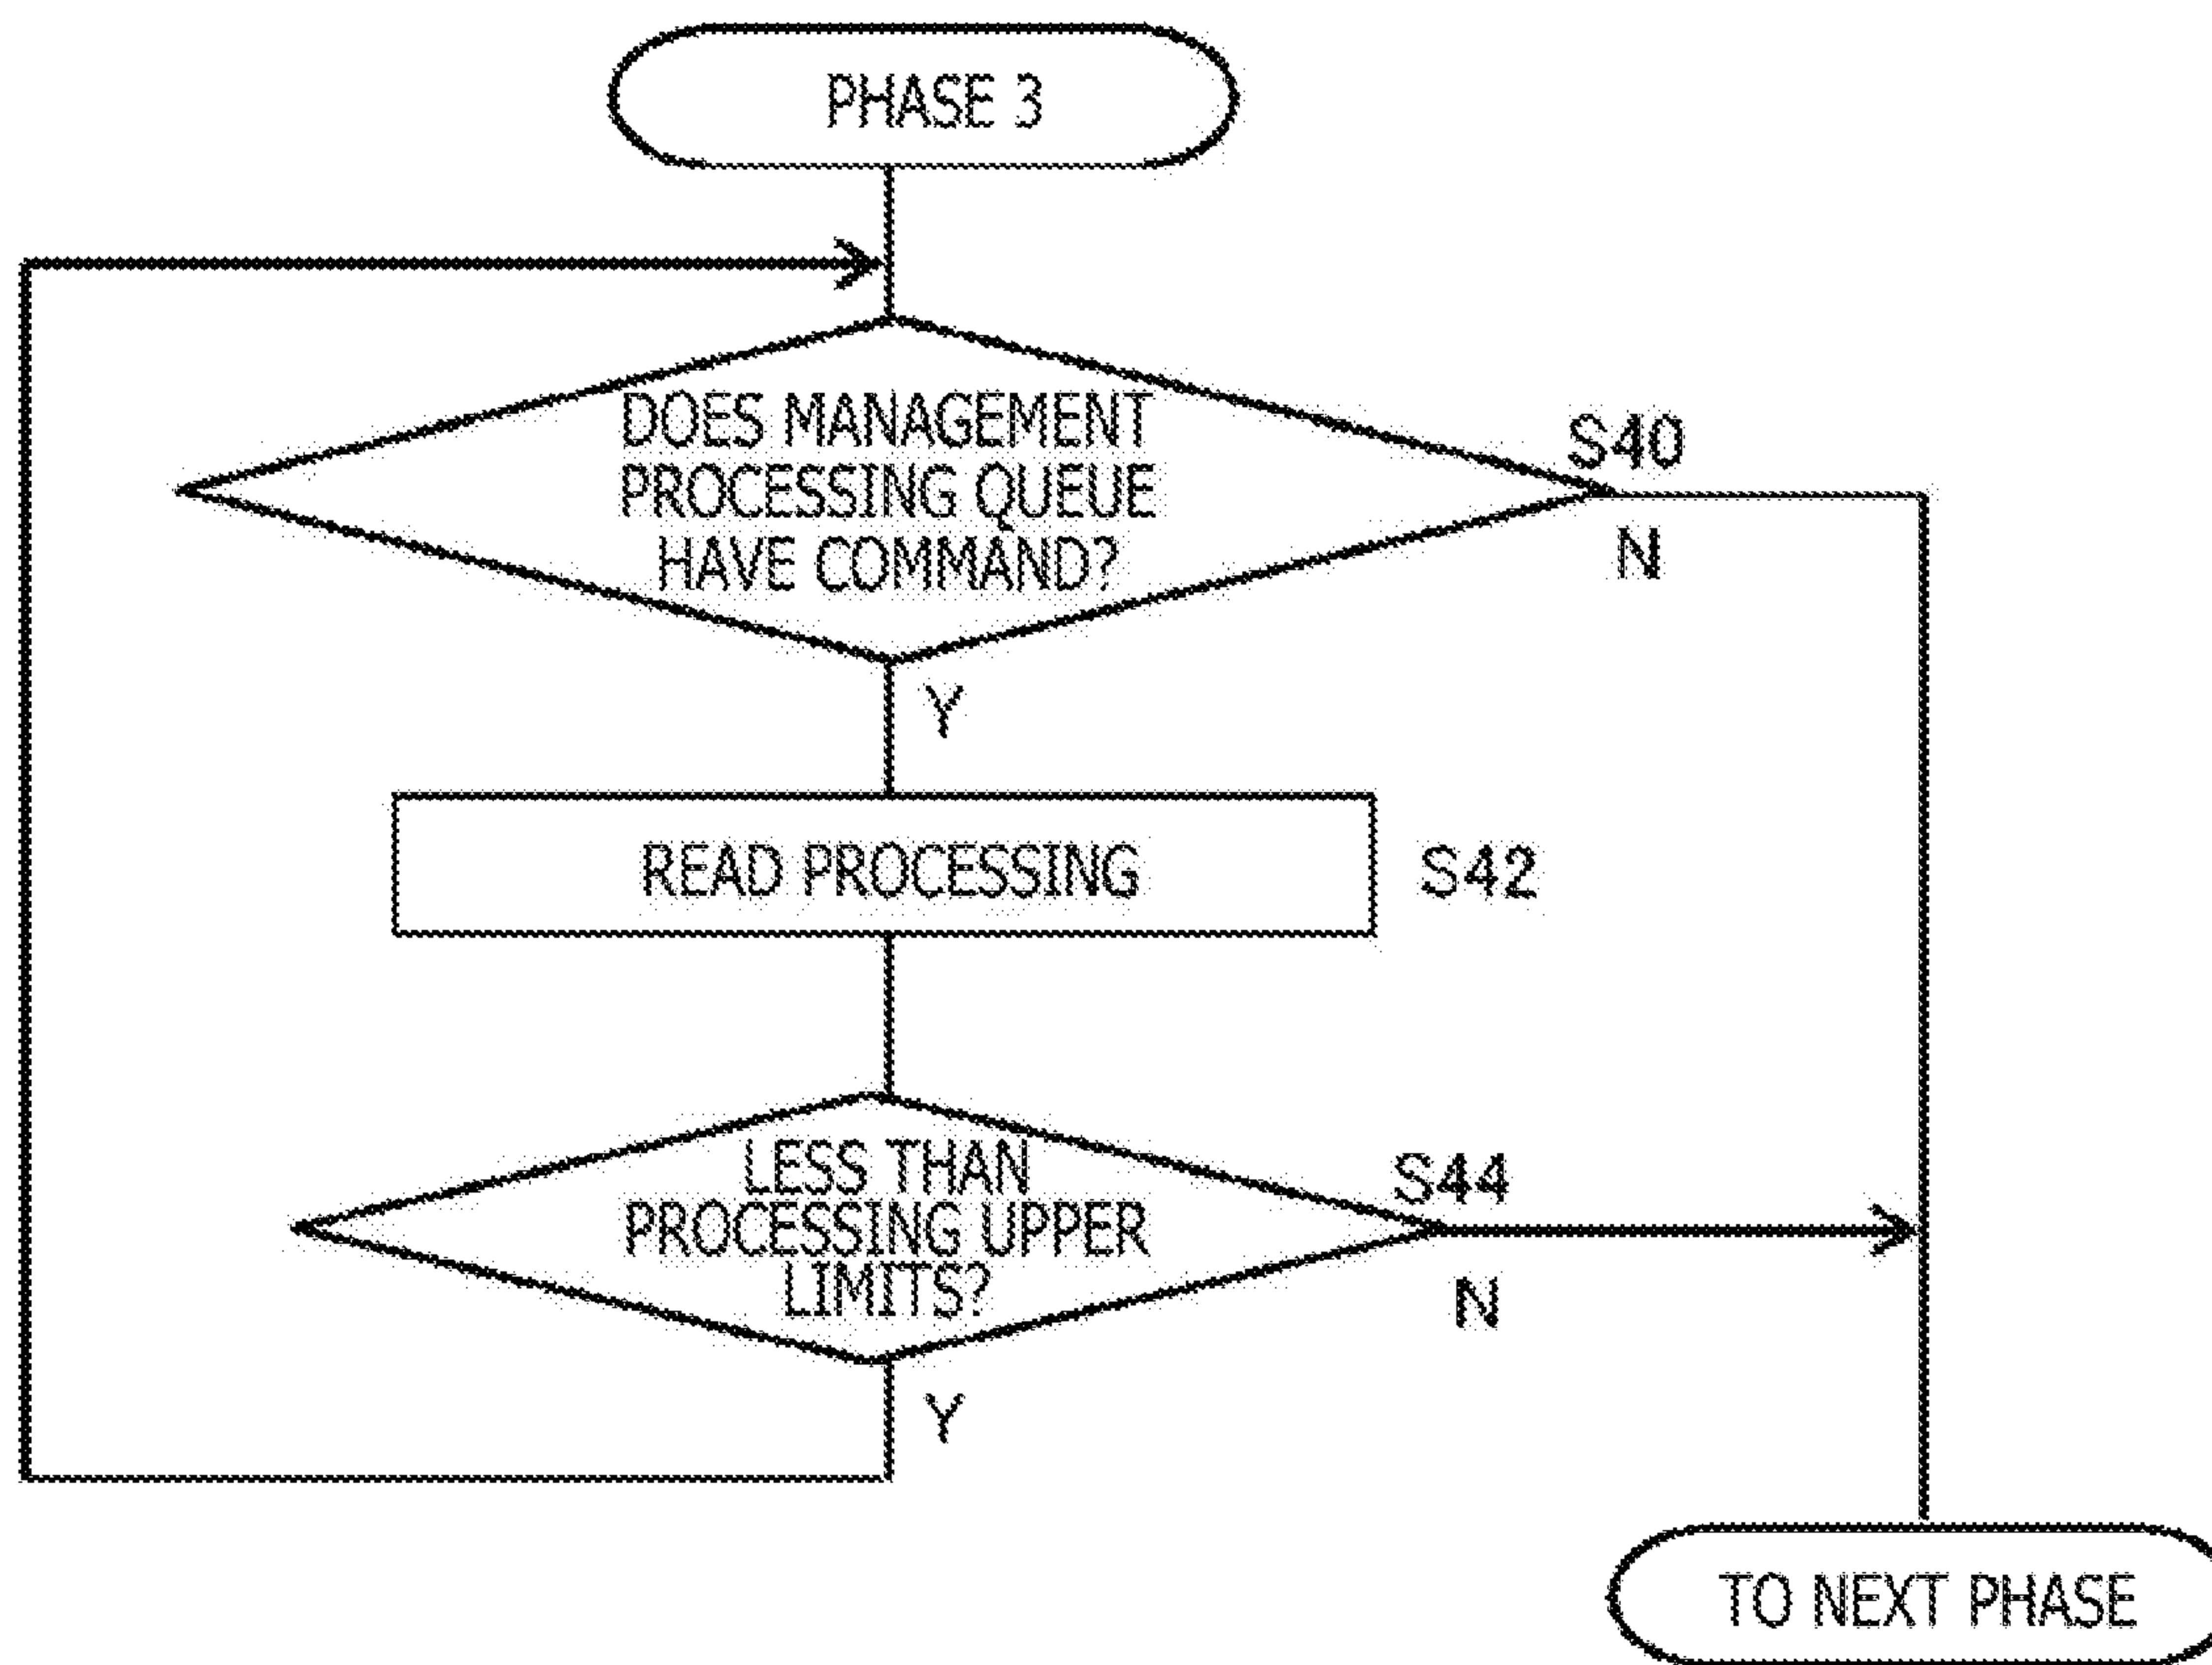 PHASE 3
DOES MANAGEMENT
PROCESSING QUEUE
HAVE COMMAND?
S40
N
Y
READ PROCESSING
S42
LESS THAN
PROCESSING UPPER
LIMITS?
S44
N
Y
TO NEXT PHASE